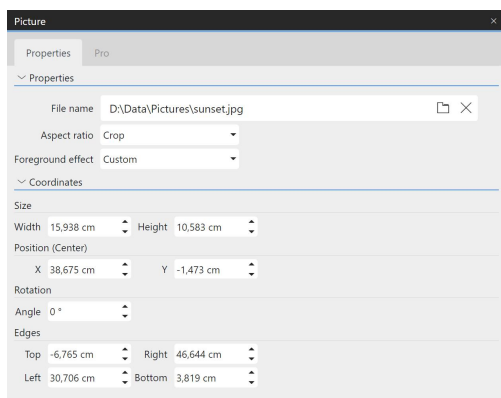 Picture
Properties Pro
Properties
File name D:\Data\Pictures\sunset.jpg
Aspect ratio Crop
Foreground effect Custom
Coordinates
Size
Width 15,938 cm Height 10,583 cm
Position (Center)
X 38,675 cm Y -1,473 cm
Rotation
Angle 0 °
Edges
Top -6,765 cm Right 46,644 cm
Left 30,706 cm Bottom 3,819 cm